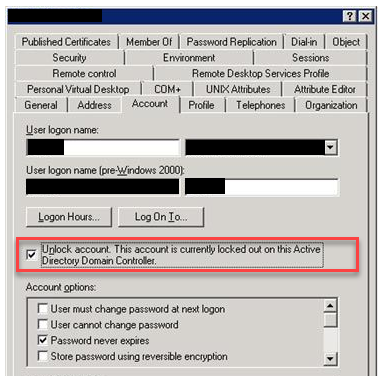 Published Certificates Member Of Password Replication Dial-in Object
Security Environment Sessions
Remote control Remote Desktop Services Profile
Personal Virtual Desktop COM+ UNIX Attributes Attribute Editor
General Address Account Profile Telephones Organization
User logon name:
User logon name (pre-Windows 2000):
Logon Hours... Log On To...
Unlock account. This account is currently locked out on this Active
Directory Domain Controller.
Account options:
User must change password at next logon
User cannot change password
Password never expires
Store password using reversible encryption